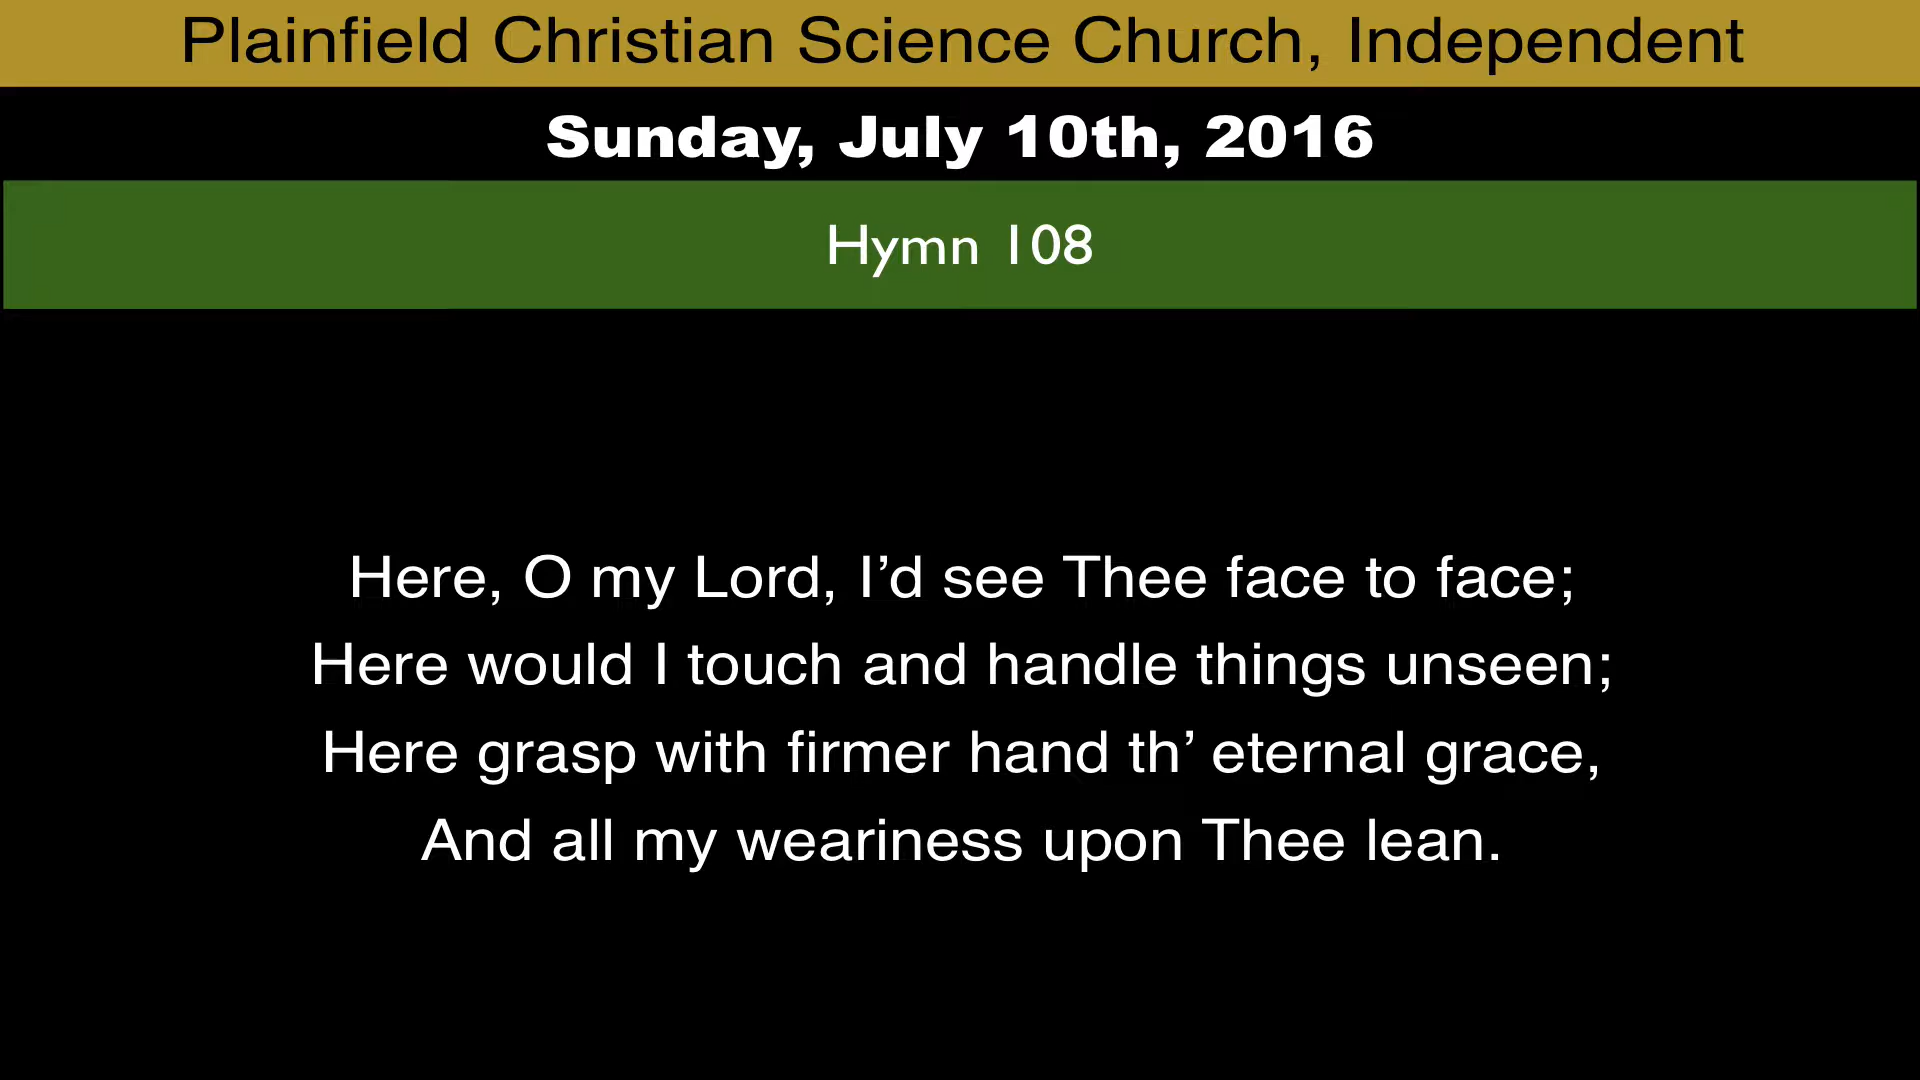 Plainfield Christian Science Church, Independent
Sunday, July 10th, 2016
Hymn 108
Here, O my Lord, I’d see Thee face to face;
Here would I touch and handle things unseen;
Here grasp with firmer hand th’ eternal grace,
And all my weariness upon Thee lean.